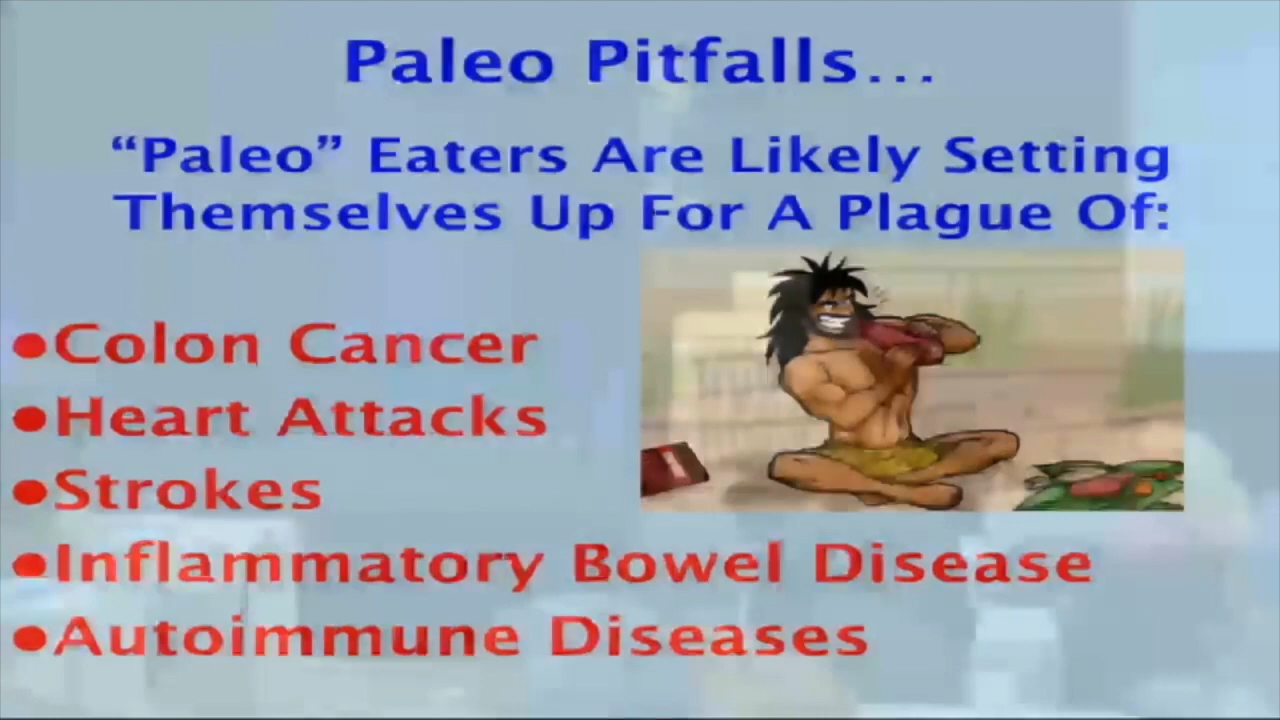 Paleo Pitfalls...
“Paleo” Eaters Are Likely Setting
Themselves Up For A Plague Of:
•Colon Cancer
•Heart Attacks
•Strokes
•Inflammatory Bowel Disease
•Autoimmune Diseases